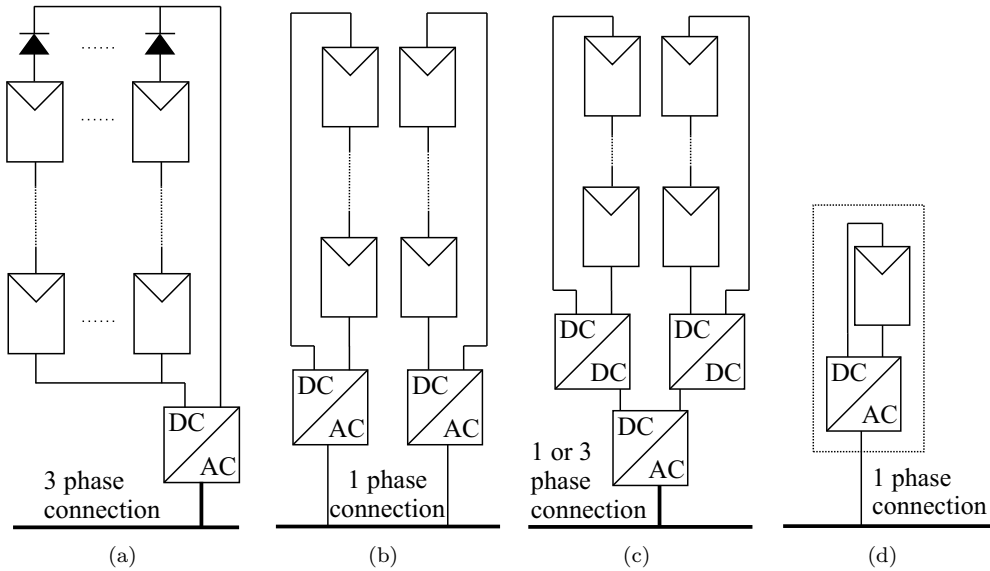 ......
......
......
DC
AC
3 phase
connection
(a)
DC
AC
DC
AC
1 phase
connection
(b)
DC
DC
DC
DC
DC
AC
1 or 3
phase
connection
(c)
DC
AC
1 phase
connection
(d)